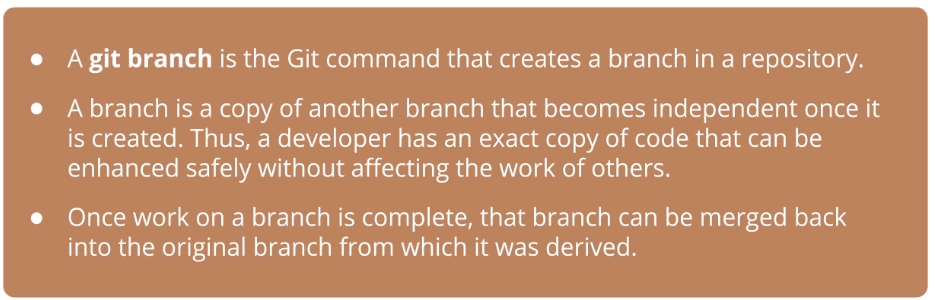 ● A git branch is the Git command that creates a branch in a repository.
● A branch is a copy of another branch that becomes independent once it
is created. Thus, a developer has an exact copy of code that can be
enhanced safely without affecting the work of others.
● Once work on a branch is complete, that branch can be merged back
into the original branch from which it was derived.